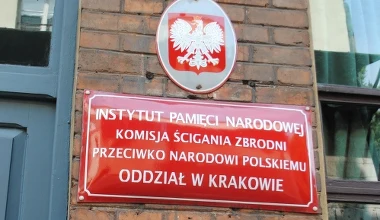 INSTYTUT PAMIĘCI NARODOWEJ
KOMISJA ŚCIGANIA ZBRODNI
PRZECIWKO NARODOWI POLSKIEMU
ODDZIAŁ W KRAKOWIE